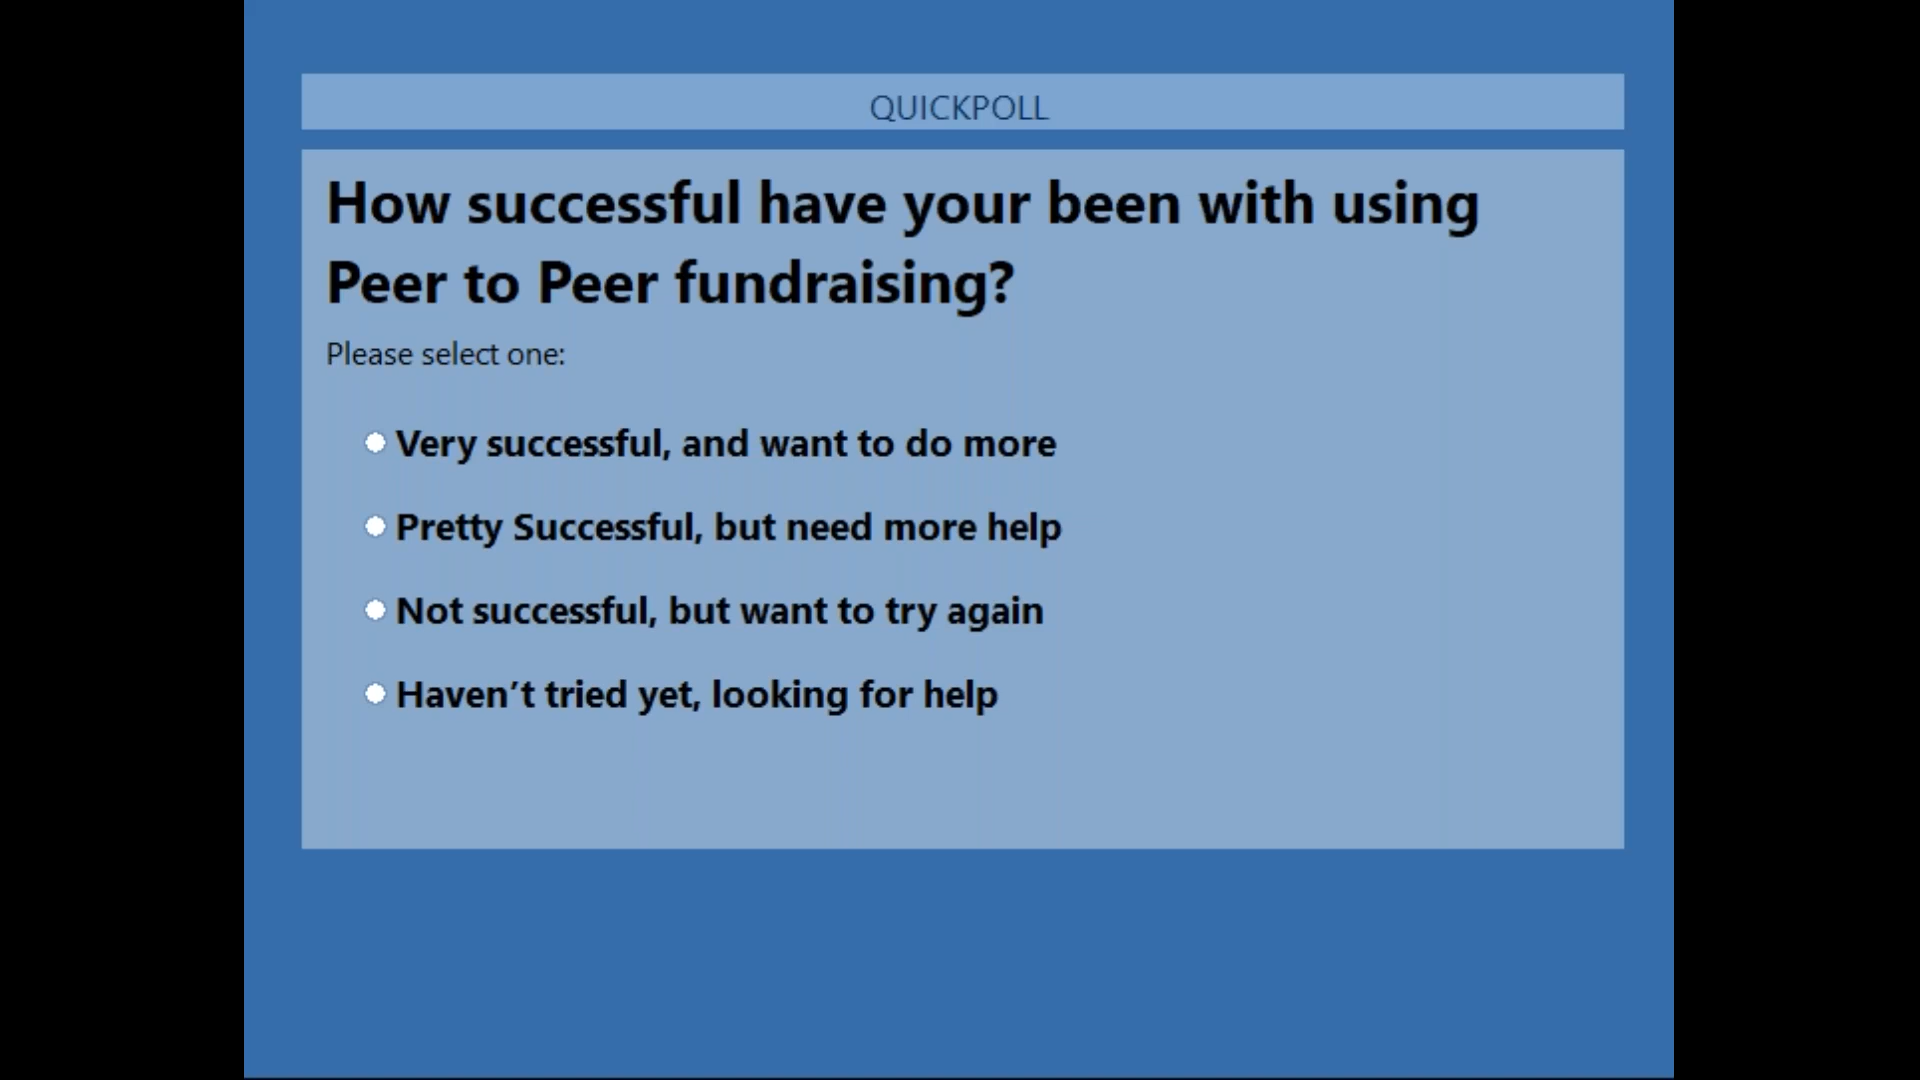 QUICKPOLL
How successful have your been with using
Peer to Peer fundraising?
Please select one:
Very successful, and want to do more
Pretty Successful, but need more help
Not successful, but want to try again
Haven’t tried yet, looking for help